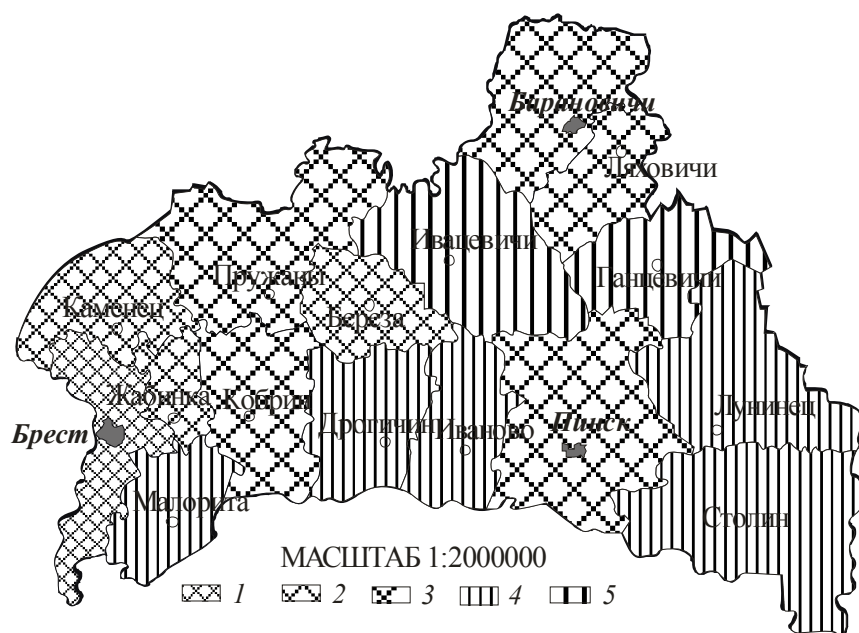 Барановичи
Ляховичи
Ивацевичи
Ганцевичи
Пружаны
Каменец
Береза
Жабинка
Кобрин
Дрогичин
Иваново
Пинск
Лунинец
Брест
Малорита
Столин
МАСШТАБ 1:2000000
1 2 3 4 5